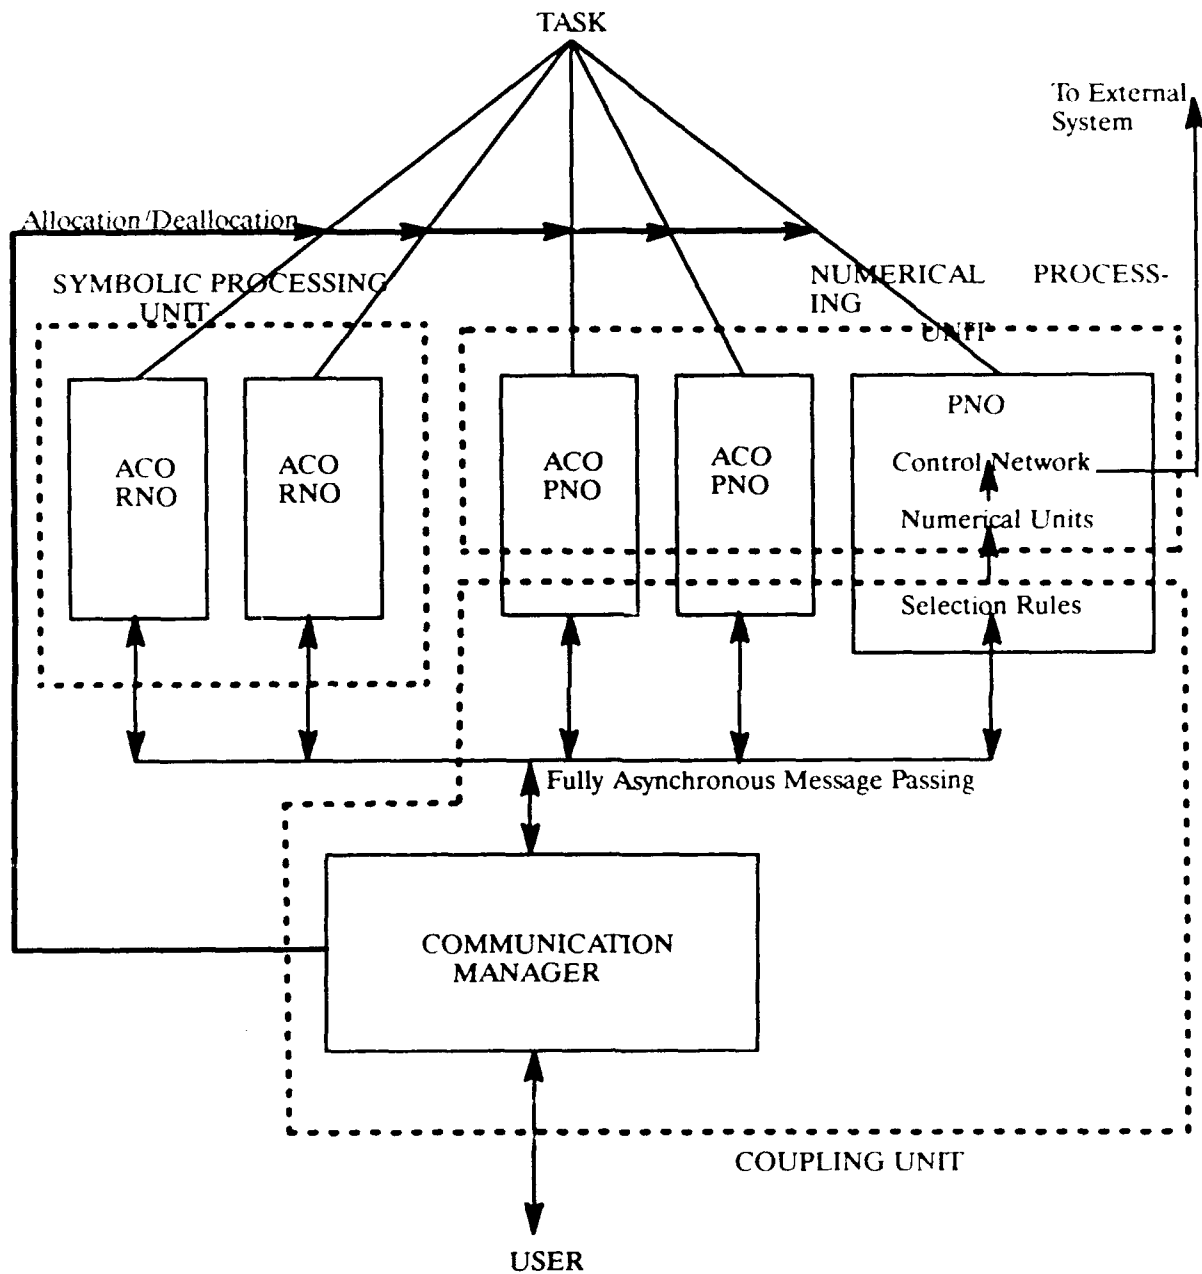 TASK
To External
System
Allocation/Deallocation
SYMBOLIC PROCESSING
UNIT
NUMERICAL PROCESS-
ING
UNIT
ACO
RNO
ACO
RNO
ACO
PNO
ACO
PNO
PNO
Control Network
Numerical Units
Selection Rules
Fully Asynchronous Message Passing
COMMUNICATION
MANAGER
COUPLING UNIT
USER